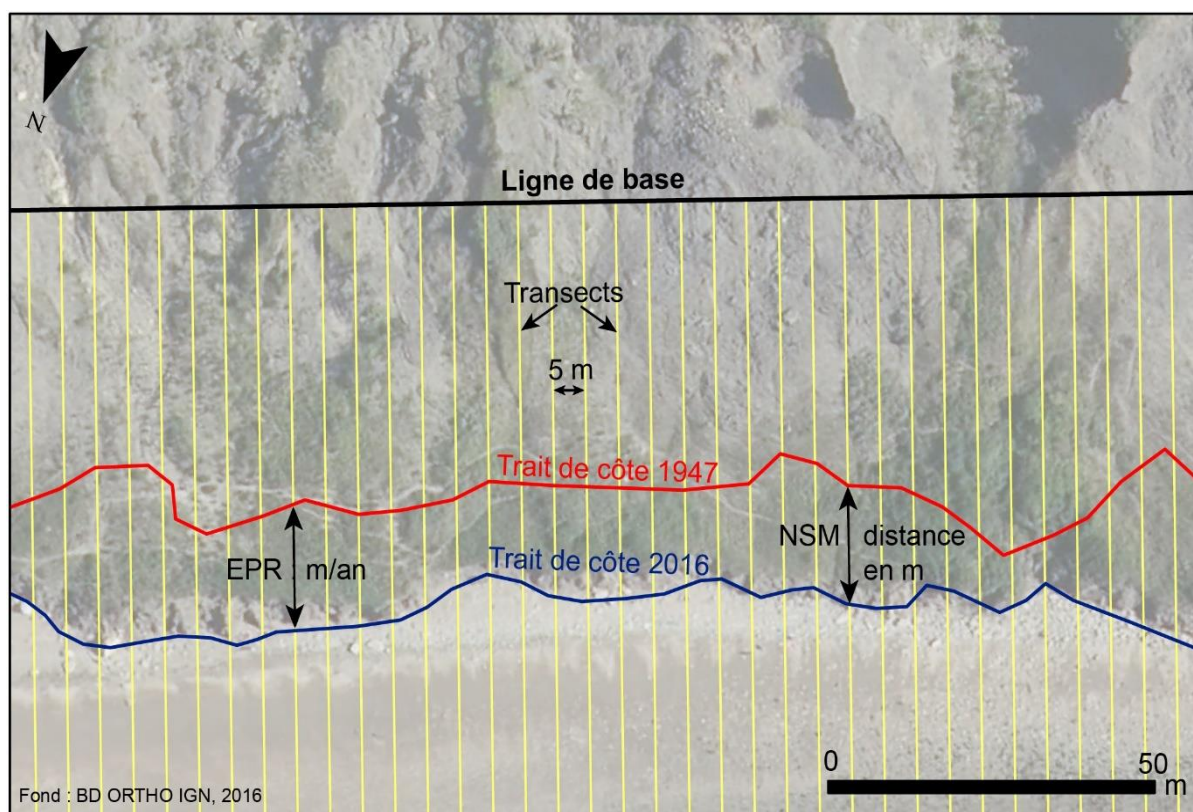 N
Ligne de base
Transects
5 m
Trait de côte 1947
EPR m/an
NSM distance
en m
Trait de côte 2016
0 50
m
Fond : BD ORTHO IGN, 2016